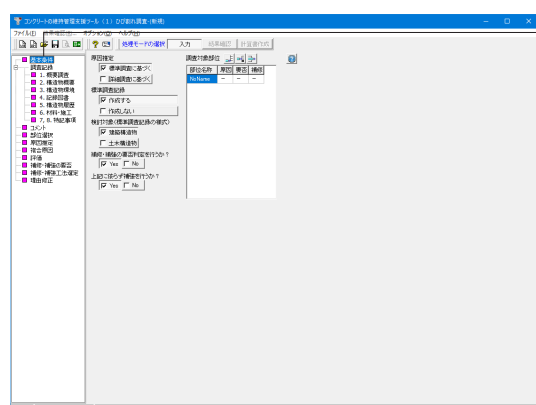 コンクリートの維持管理支援ツール（1）ひび割れ調査-(新規)
ファイル(F) 結果確認(R)... オプション(O) ヘルプ(H)
処理モードの選択 入力 結果確認 計算書作成
基本条件
調査記録
1. 概要調査
2. 構造物概要
3. 構造物環境
4. 記録図書
5. 構造物履歴
6. 材料・施工
7, 8. 特記事項
コメント
部位選択
原因推定
複合原因
評価
補修・補強の要否
補修・補強工法選定
理由修正
原因推定
標準調査に基づく
詳細調査に基づく
標準調査記録
作成する
作成しない
検討対象(標準調査記録の様式)
建築構造物
土木構造物
補修・補強の要否判定を行うか？
Yes No
上記に依らず補強を行うか？
Yes No
調査対象部位
部位名称 原因 要否 補修
NoName － － －